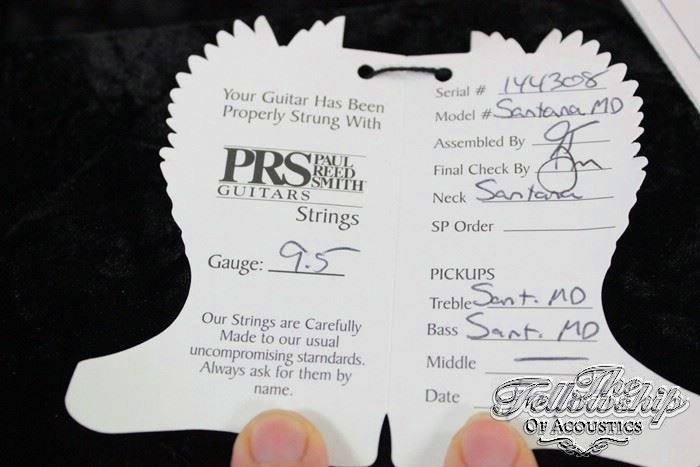 Your Guitar Has Been
Properly Strung With
PRS PAUL
REED
SMITH
GUITARS
Strings
Gauge: 9.5
Our Strings are Carefully
Made to our usual
uncompromising starndards.
Always ask for them by
name.
Serial # 144308
Model # Santana MD
Assembled By
Final Check By
Neck Santana
SP Order
PICKUPS
Treble Sant. MD
Bass Sant. MD
Middle —
Date
The
Fellowship
Of Acoustics